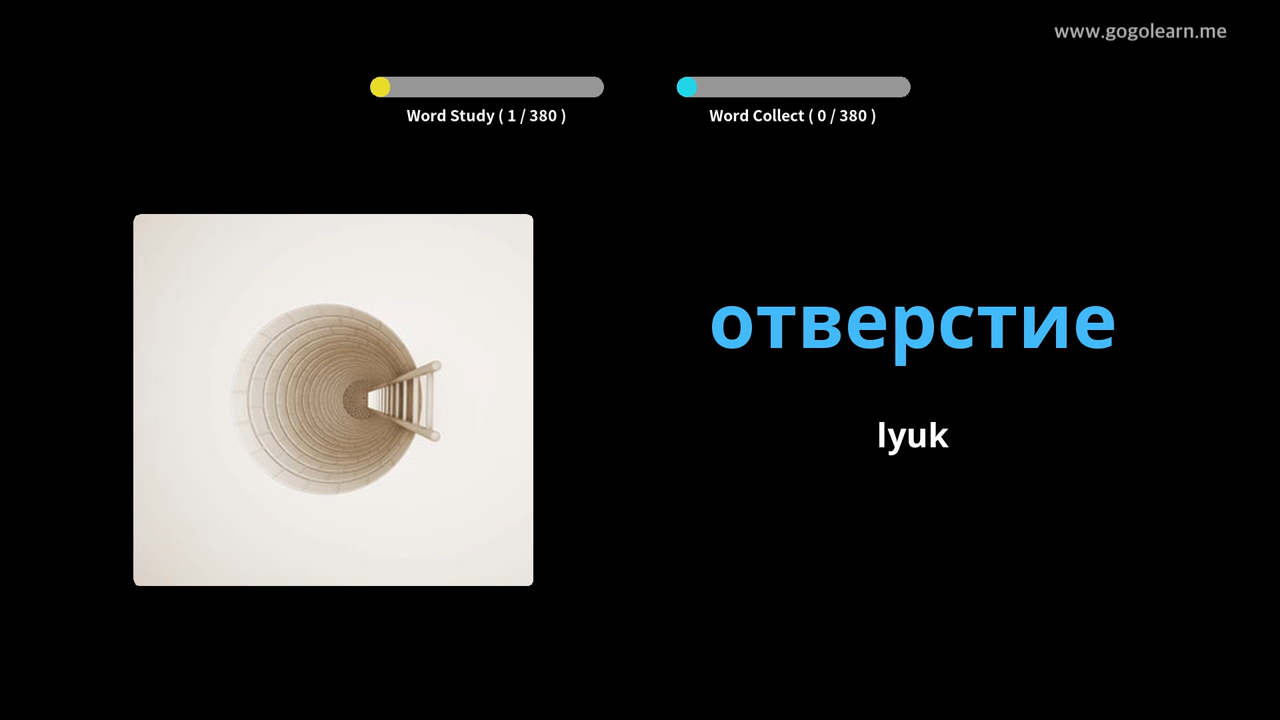 www.gogolearn.me
Word Study ( 1 / 380 )
Word Collect ( 0 / 380 )
отверстие
lyuk